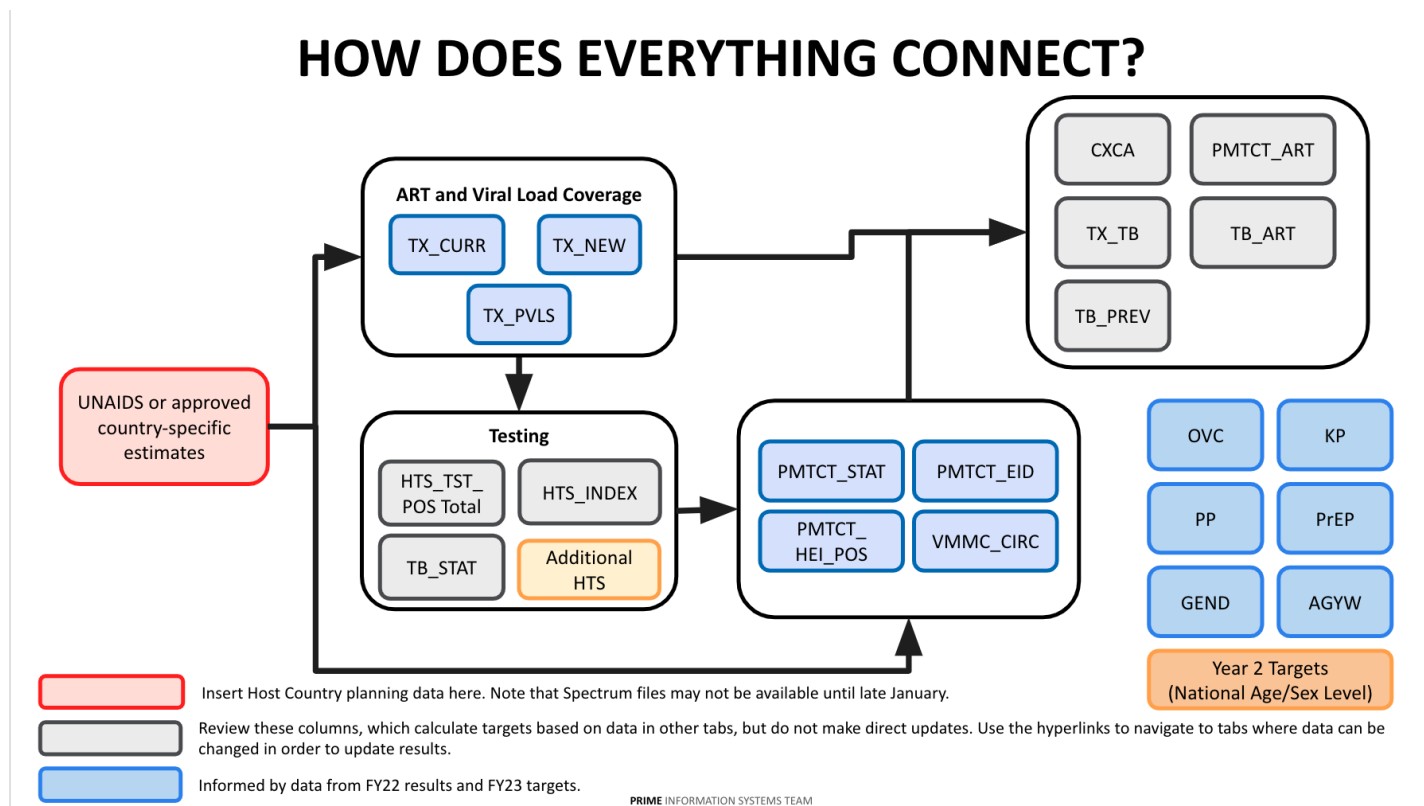 HOW DOES EVERYTHING CONNECT?
CXCA
PMTCT_ART
TX_TB
TB_ART
TB_PREV
ART and Viral Load Coverage
TX_CURR
TX_NEW
TX_PVLS
UNAIDS or approved
country-specific
estimates
Testing
HTS_TST_
POS Total
HTS_INDEX
TB_STAT
Additional
HTS
PMTCT_STAT
PMTCT_EID
PMTCT_
HEI_POS
VMMC_CIRC
OVC
KP
PP
PrEP
GEND
AGYW
Year 2 Targets
(National Age/Sex Level)
Insert Host Country planning data here. Note that Spectrum files may not be available until late January.
Review these columns, which calculate targets based on data in other tabs, but do not make direct updates. Use the hyperlinks to navigate to tabs where data can be
changed in order to update results.
Informed by data from FY22 results and FY23 targets.
PRIME INFORMATION SYSTEMS TEAM